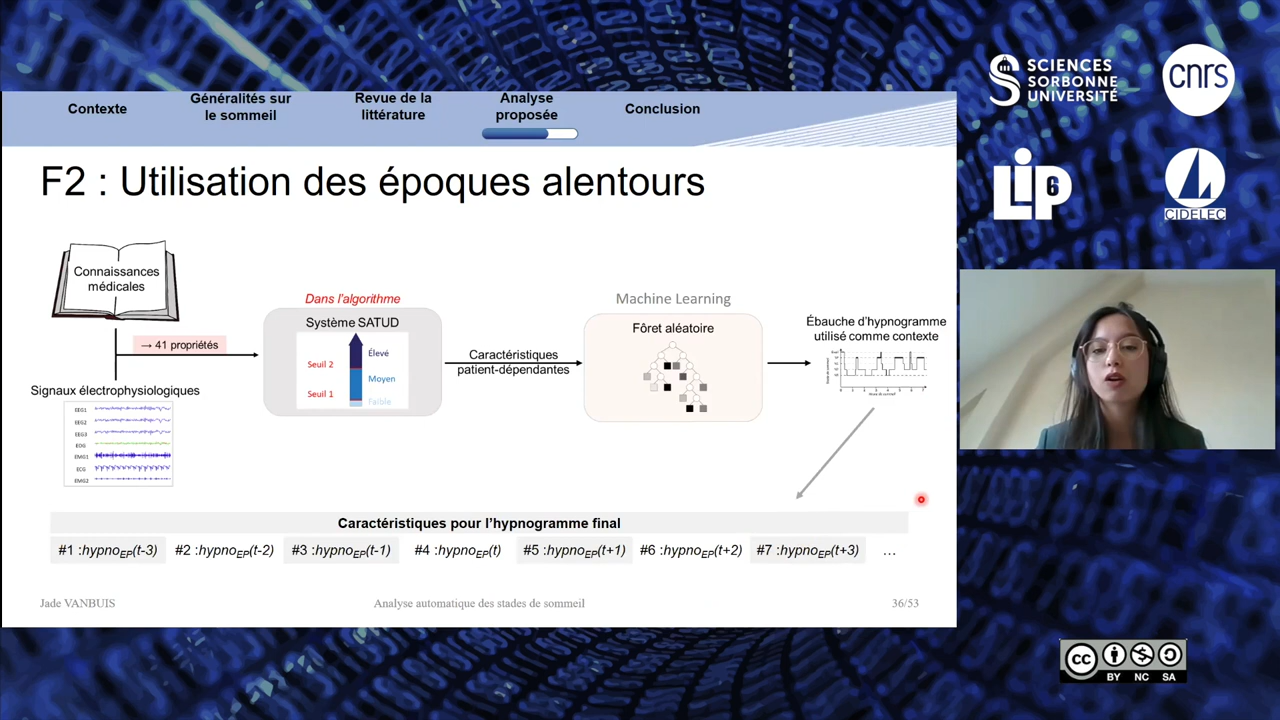 Contexte
Généralités sur
le sommeil
Revue de la
littérature
Analyse
proposée
Conclusion
F2 : Utilisation des époques alentours
Connaissances
médicales
→ 41 propriétés
Signaux électrophysiologiques
EEG1
EEG2
EEG3
EOG
EMG1
ECG
EMG2
Dans l'algorithme
Système SATUD
Seuil 2
Seuil 1
Élevé
Moyen
Faible
Caractéristiques
patient-dépendantes
Machine Learning
Fôret aléatoire
Ébauche d'hypnogramme
utilisé comme contexte
Caractéristiques pour l'hypnogramme final
#1 :hypnoEP(t-3) #2 :hypnoEP(t-2) #3 :hypnoEP(t-1) #4 :hypnoEP(t) #5 :hypnoEP(t+1) #6 :hypnoEP(t+2) #7 :hypnoEP(t+3) …
Jade VANBUIS
Analyse automatique des stades de sommeil
36/53
SCIENCES
SORBONNE
UNIVERSITÉ
cnrs
LIP6
CIDELEC
cc
BY NC SA